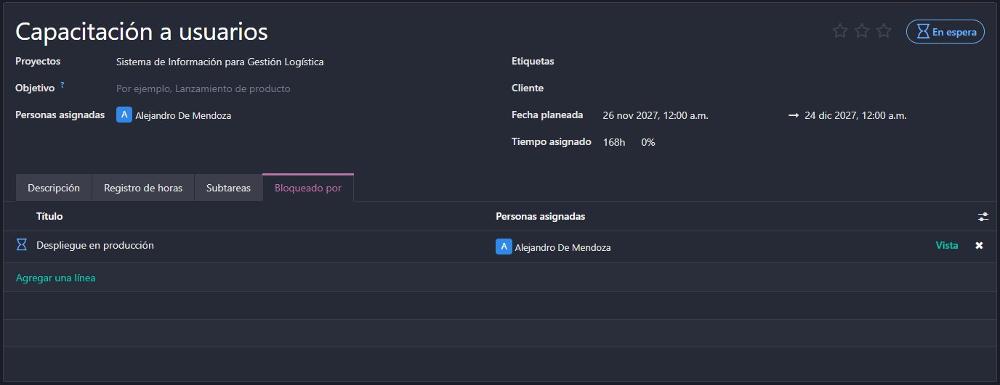 Capacitación a usuarios
En espera
Proyectos Sistema de Información para Gestión Logística
Etiquetas
Objetivo ? Por ejemplo, Lanzamiento de producto
Cliente
Personas asignadas A Alejandro De Mendoza
Fecha planeada 26 nov 2027, 12:00 a.m. → 24 dic 2027, 12:00 a.m.
Tiempo asignado 168h 0%
Descripción Registro de horas Subtareas Bloqueado por
Título Personas asignadas
Despliegue en producción A Alejandro De Mendoza Vista
Agregar una línea